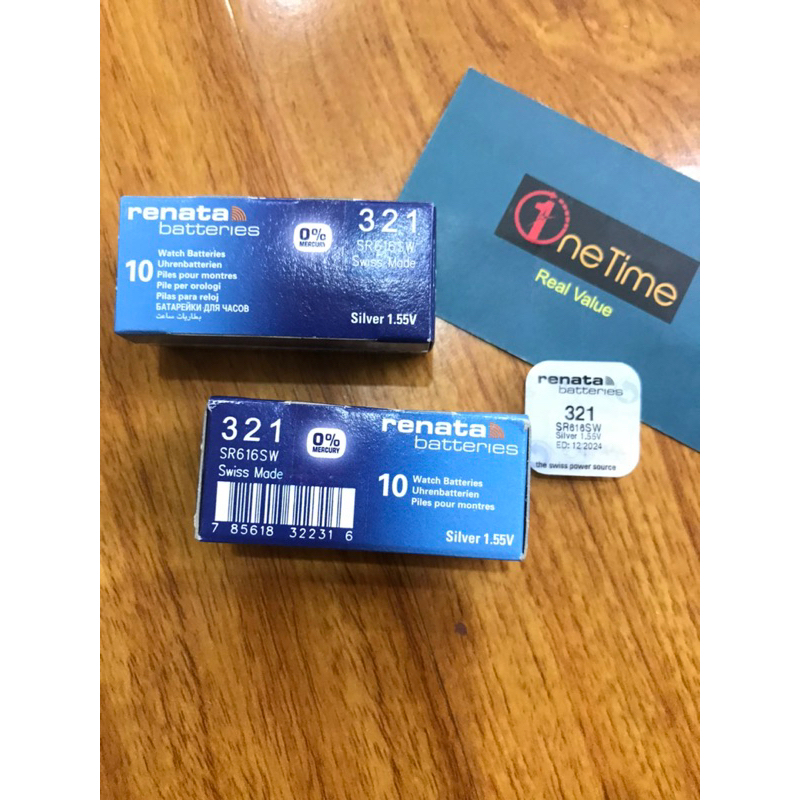 renata
batteries
0%
MERCURY
321
SR616SW
Swiss Made
10
Watch Batteries
Uhrenbatterien
Piles pour montres
Pile per orologi
Pilas para reloj
БАТАРЕЙКИ ДЛЯ ЧАСОВ
بطاريات ساعت
Silver 1.55V
OneTime
Real Value
renata
batteries
321
SR616SW
Silver 1.55V
ED: 12.2024
the swiss power source
321
SR616SW
Swiss Made
0%
MERCURY
renata
batteries
10
Watch Batteries
Uhrenbatterien
Piles pour montres
7 85618 32231 6
Silver 1.55V